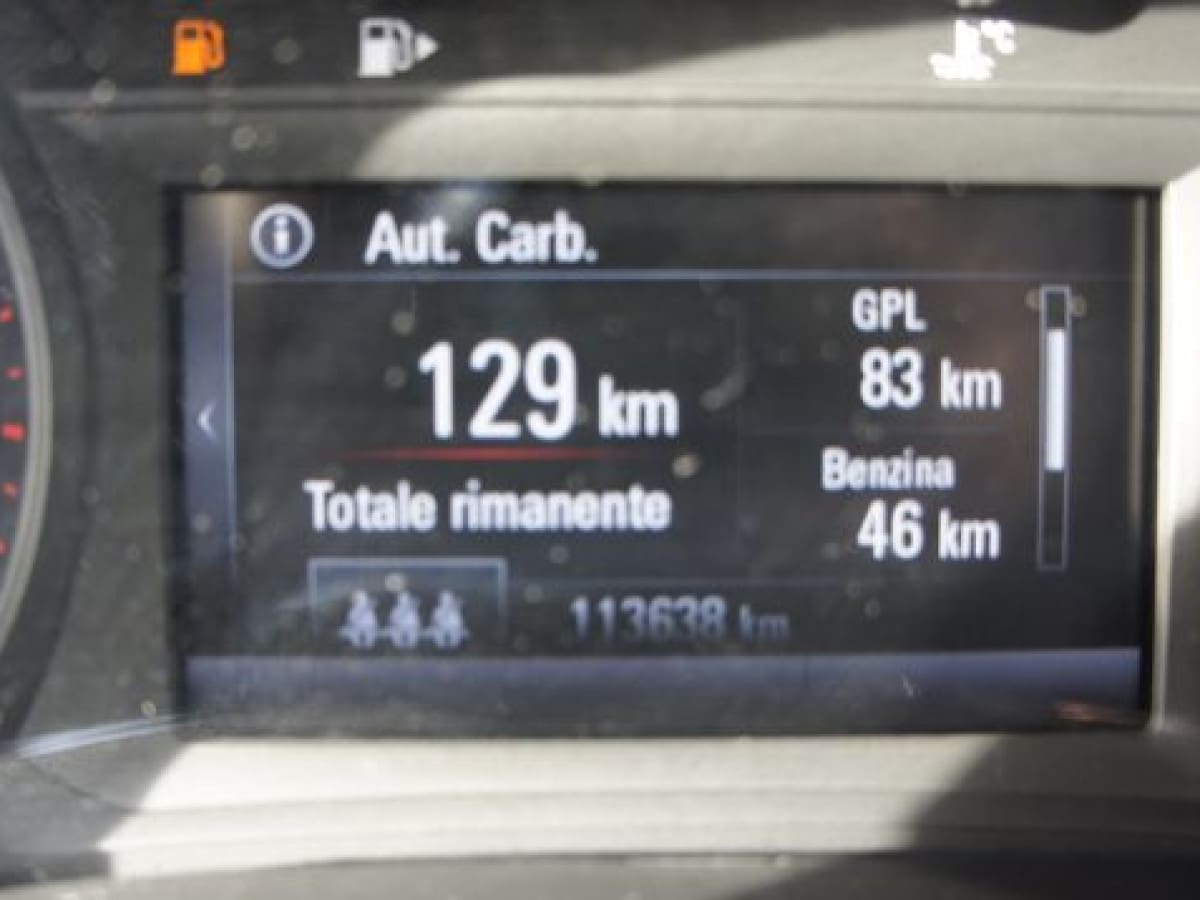 °C
Aut. Carb.
129 km
Totale rimanente
GPL
83 km
Benzina
46 km
113638 km